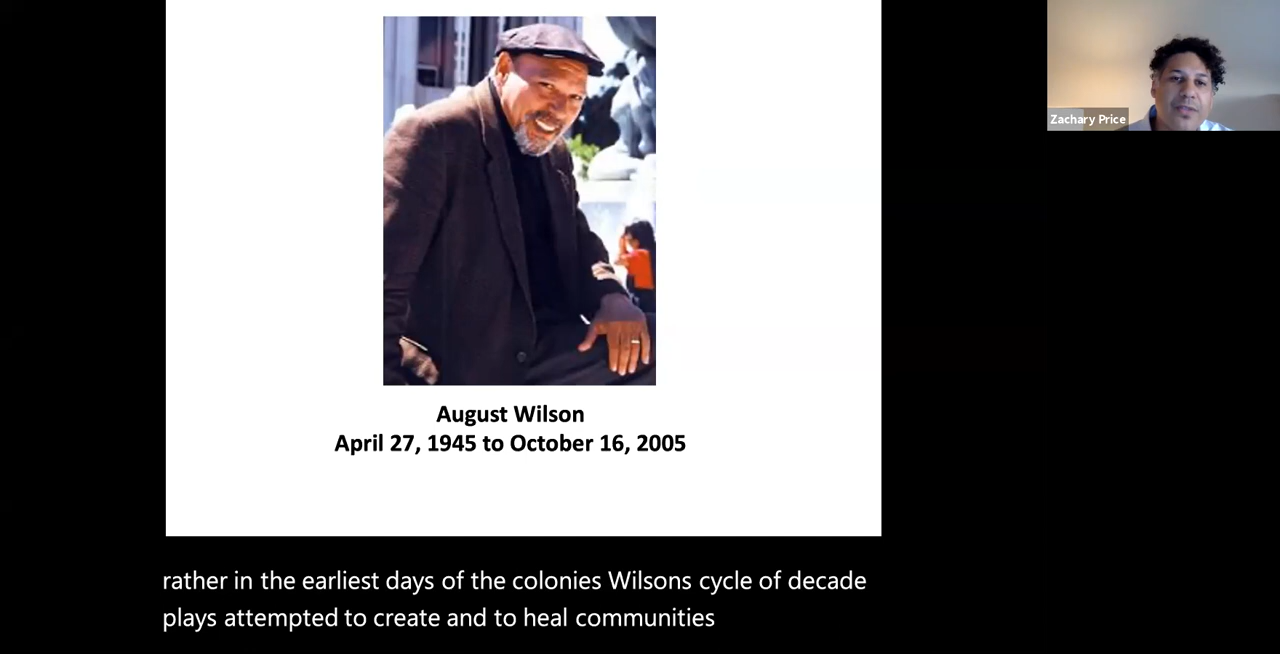 Zachary Price
August Wilson
April 27, 1945 to October 16, 2005
rather in the earliest days of the colonies Wilsons cycle of decade
plays attempted to create and to heal communities